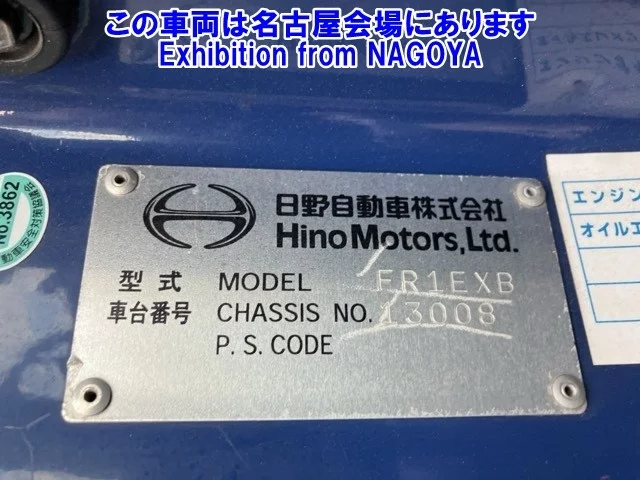 この車両は名古屋会場にあります
Exhibition from NAGOYA
No.3862
日野自動車株式会社
Hino Motors, Ltd.
型式 MODEL FR1EXB
車台番号 CHASSIS NO. 13008
P. S. CODE
エンジン
オイルエ